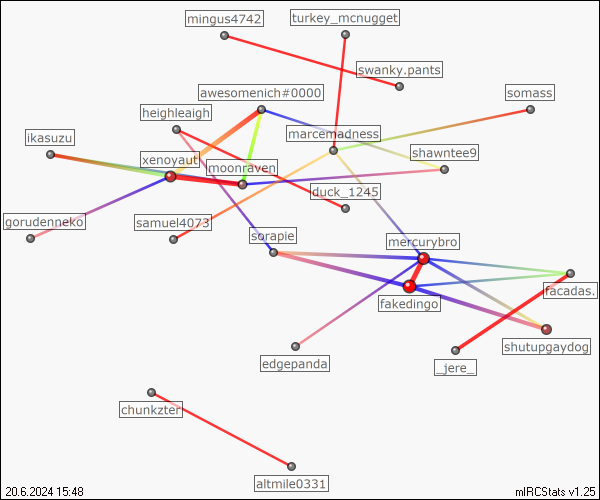 mingus4742
turkey_mcnugget
swanky.pants
awesomenich#0000
somass
heighleaigh
marcemadness
ikasuzu
xenoyaut
moonraven
shawntee9
duck_1245
gorudenneko
samuel4073
sorapie
mercurybro
fakedingo
facadas.
shutupgaydog
edgepanda
_jere_
chunkzter
altmile0331
20.6.2024 15:48
mIRCStats v1.25